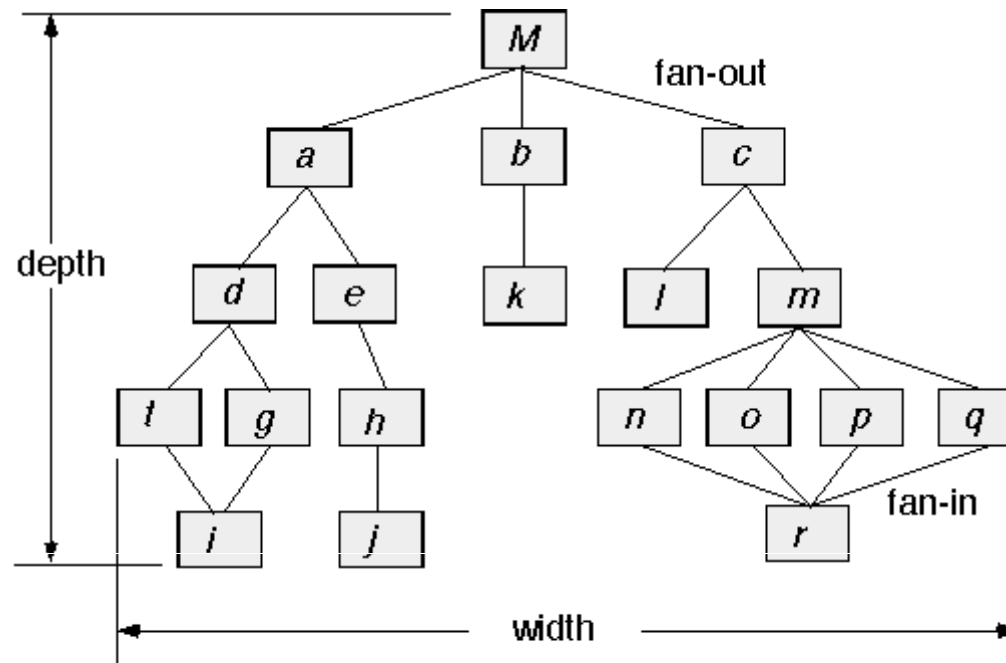 M
fan-out
a b c
depth
d e k l m
t g h n o p q
fan-in
i j r
width